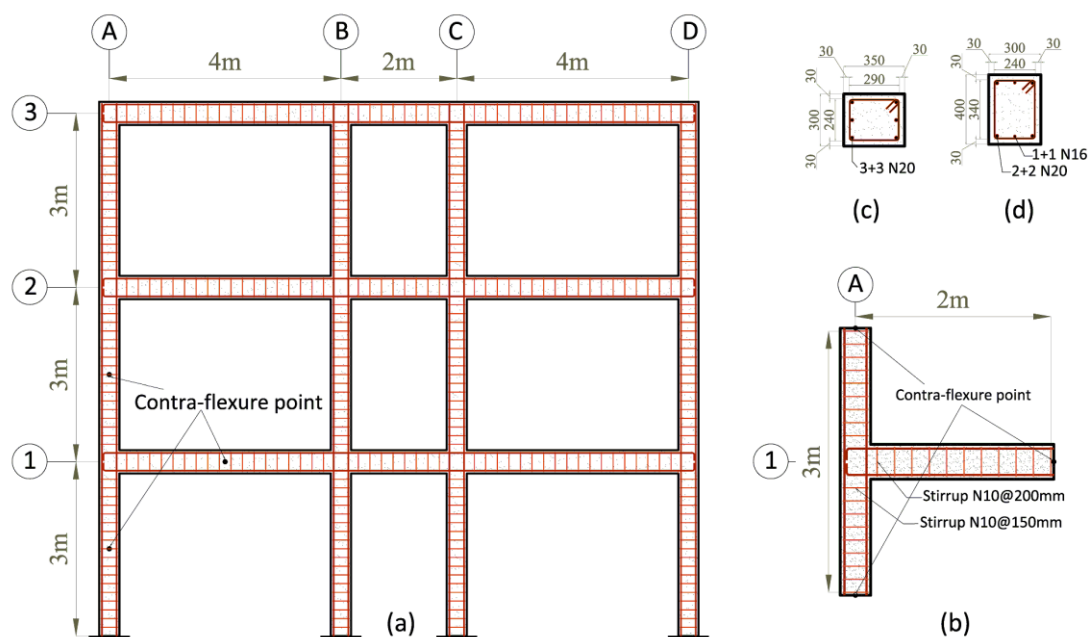 A
B
C
D
4m
2m
4m
3
3m
2
3m
Contra-flexure point
1
3m
(a)
30
350
30
290
30
300
240
30
3+3 N20
(c)
30
300
30
240
30
400
340
30
1+1 N16
2+2 N20
(d)
A
2m
Contra-flexure point
1
3m
Stirrup N10@200mm
Stirrup N10@150mm
(b)